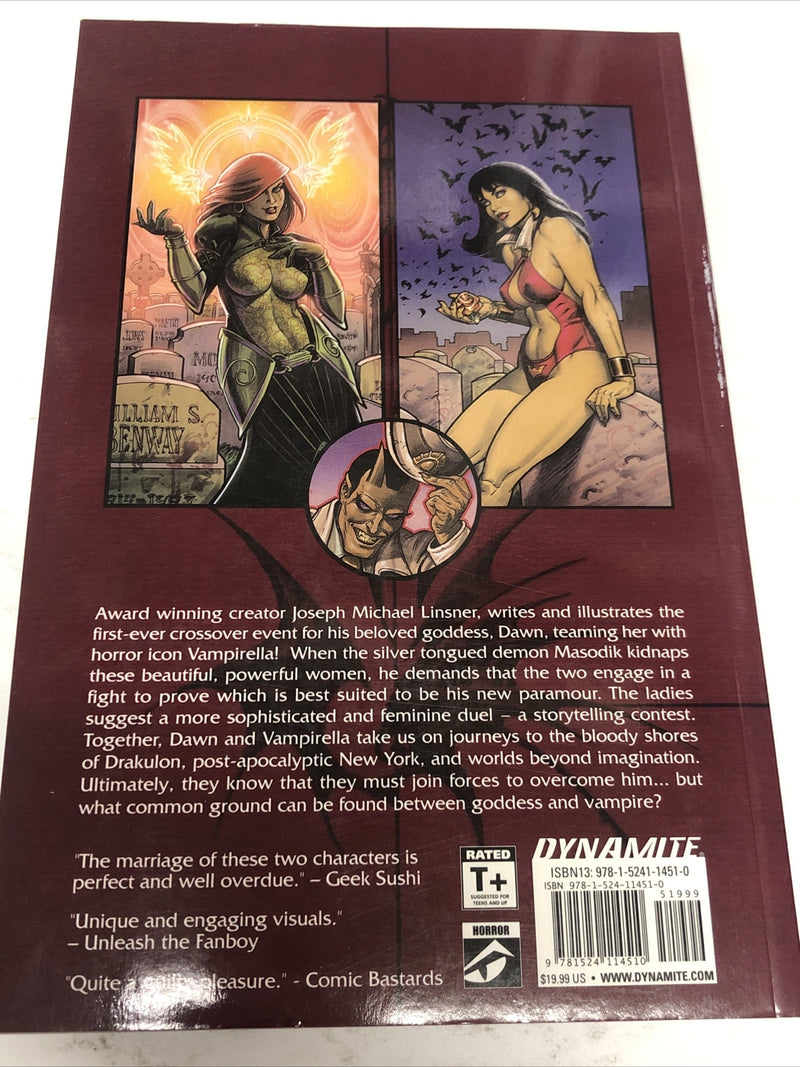 WILLIAM S.
BENWAY
Award winning creator Joseph Michael Linsner, writes and illustrates the
first-ever crossover event for his beloved goddess, Dawn, teaming her with
horror icon Vampirella! When the silver tongued demon Masodik kidnaps
these beautiful, powerful women, he demands that the two engage in a
fight to prove which is best suited to be his new paramour. The ladies
suggest a more sophisticated and feminine duel – a storytelling contest.
Together, Dawn and Vampirella take us on journeys to the bloody shores
of Drakulon, post-apocalyptic New York, and worlds beyond imagination.
Ultimately, they know that they must join forces to overcome him... but
what common ground can be found between goddess and vampire?
"The marriage of these two characters is
perfect and well overdue." – Geek Sushi
"Unique and engaging visuals."
– Unleash the Fanboy
"Quite a guilty pleasure." - Comic Bastards
RATED
T+
SUGGESTED FOR
TEENS AND UP
HORROR
DYNAMITE.
ISBN13: 978-1-5241-1451-0
ISBN 978-1-524-11451-0
51999
9 781524 114510
$19.99 US • WWW.DYNAMITE.COM